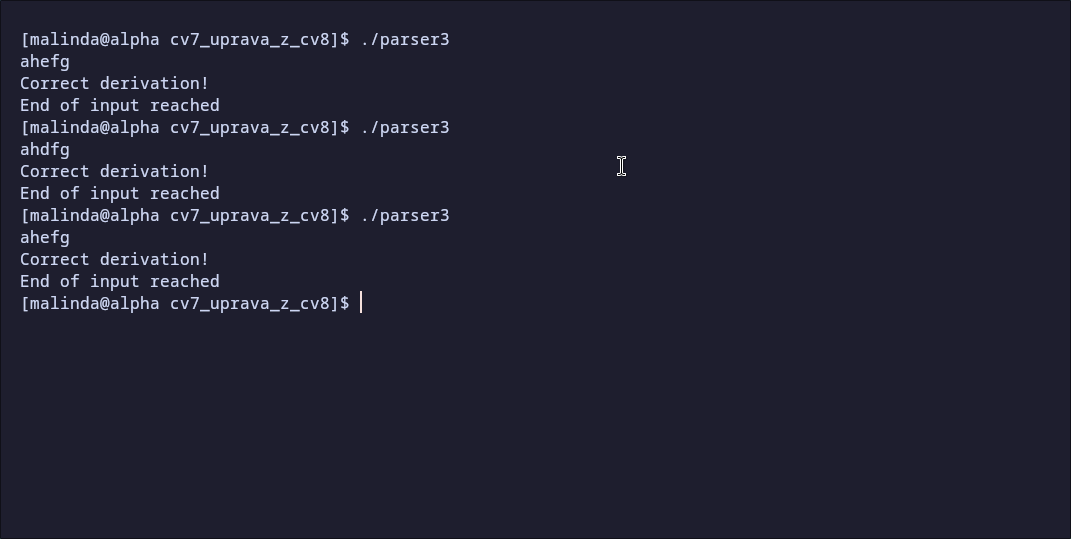 [malinda@alpha cv7_uprava_z_cv8]$ ./parser3
ahefg
Correct derivation!
End of input reached
[malinda@alpha cv7_uprava_z_cv8]$ ./parser3
ahdfg
Correct derivation!
End of input reached
[malinda@alpha cv7_uprava_z_cv8]$ ./parser3
ahefg
Correct derivation!
End of input reached
[malinda@alpha cv7_uprava_z_cv8]$